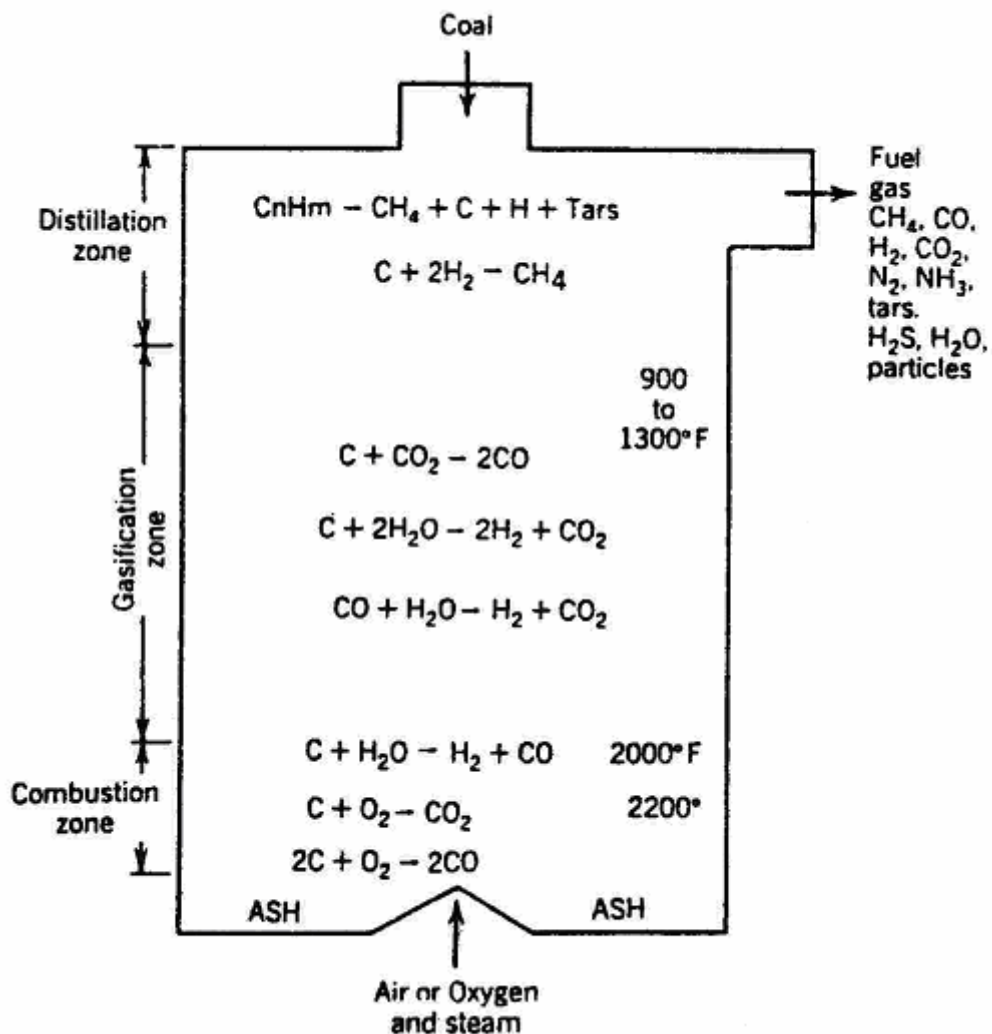 Coal
Fuel
gas
CH₄, CO,
H₂, CO₂,
N₂, NH₃,
tars.
H₂S, H₂O,
particles
Distillation
zone
CnHm – CH₄ + C + H + Tars
C + 2H₂ – CH₄
900
to
1300°F
Gasification
zone
C + CO₂ – 2CO
C + 2H₂O – 2H₂ + CO₂
CO + H₂O – H₂ + CO₂
Combustion
zone
C + H₂O – H₂ + CO
2000°F
C + O₂ – CO₂
2200°
2C + O₂ – 2CO
ASH
ASH
Air or Oxygen
and steam